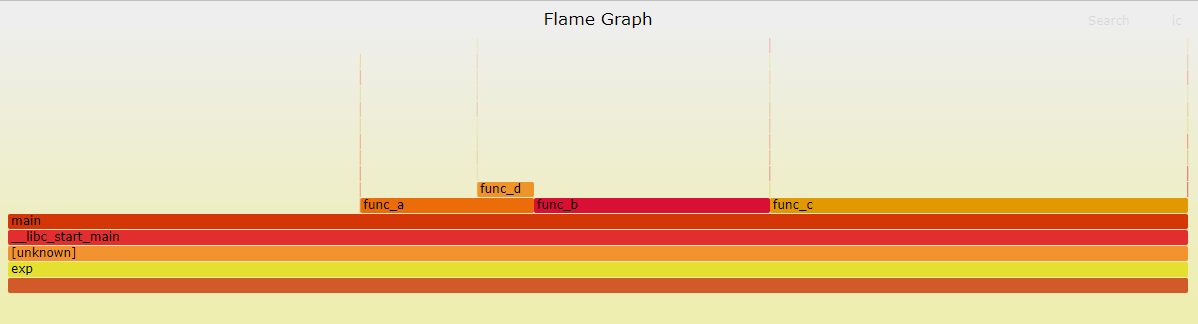 Flame Graph
Search
ic
func_d
func_a
func_b
func_c
main
__libc_start_main
[unknown]
exp